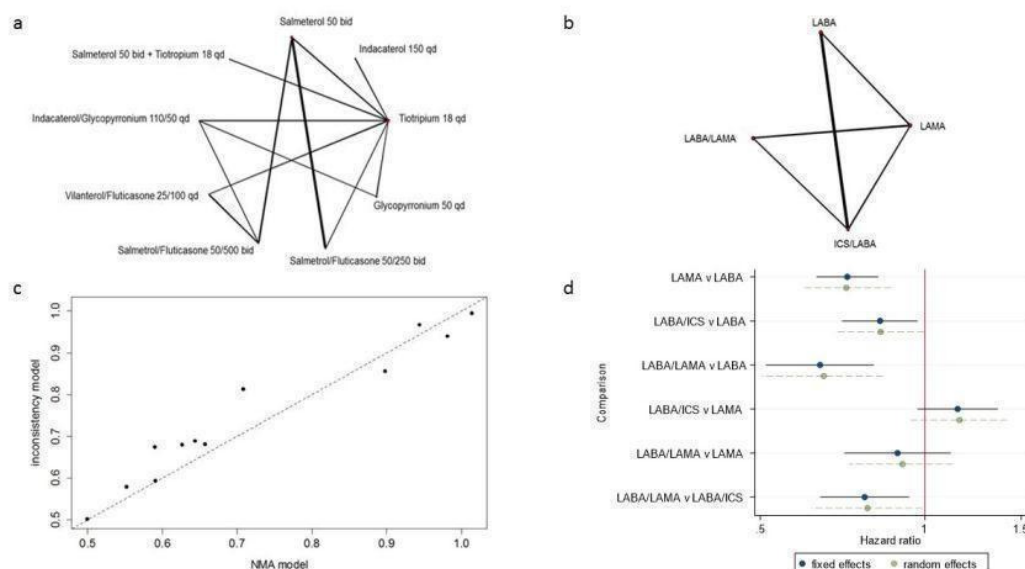 a
Salmeterol 50 bid
Salmeterol 50 bid + Tiotropium 18 qd
Indacaterol 150 qd
Indacaterol/Glycopyrronium 110/50 qd
Tiotripium 18 qd
Vilanterol/Fluticasone 25/100 qd
Glycopyrronium 50 qd
Salmetrol/Fluticasone 50/500 bid
Salmetrol/Fluticasone 50/250 bid
b
LABA
LAMA
LABA/LAMA
ICS/LABA
c
inconsistency model
1.0
0.9
0.8
0.7
0.6
0.5
0.5 0.6 0.7 0.8 0.9 1.0
NMA model
d
Comparison
LAMA v LABA
LABA/ICS v LABA
LABA/LAMA v LABA
LABA/ICS v LAMA
LABA/LAMA v LAMA
LABA/LAMA v LABA/ICS
.5 1 1.5
Hazard ratio
fixed effects random effects